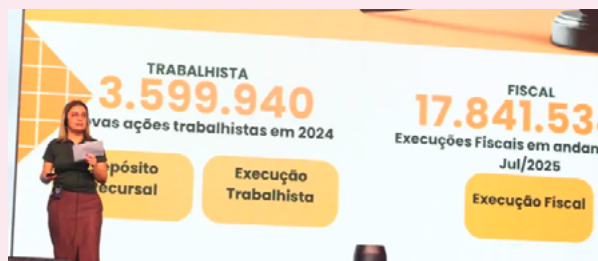 TRABALHISTA
3.599.940
ovas ações trabalhistas em 2024
pósito
ecursal
Execução
Trabalhista
FISCAL
17.841.53
Execuções Fiscais em andan
Jul/2025
Execução Fiscal